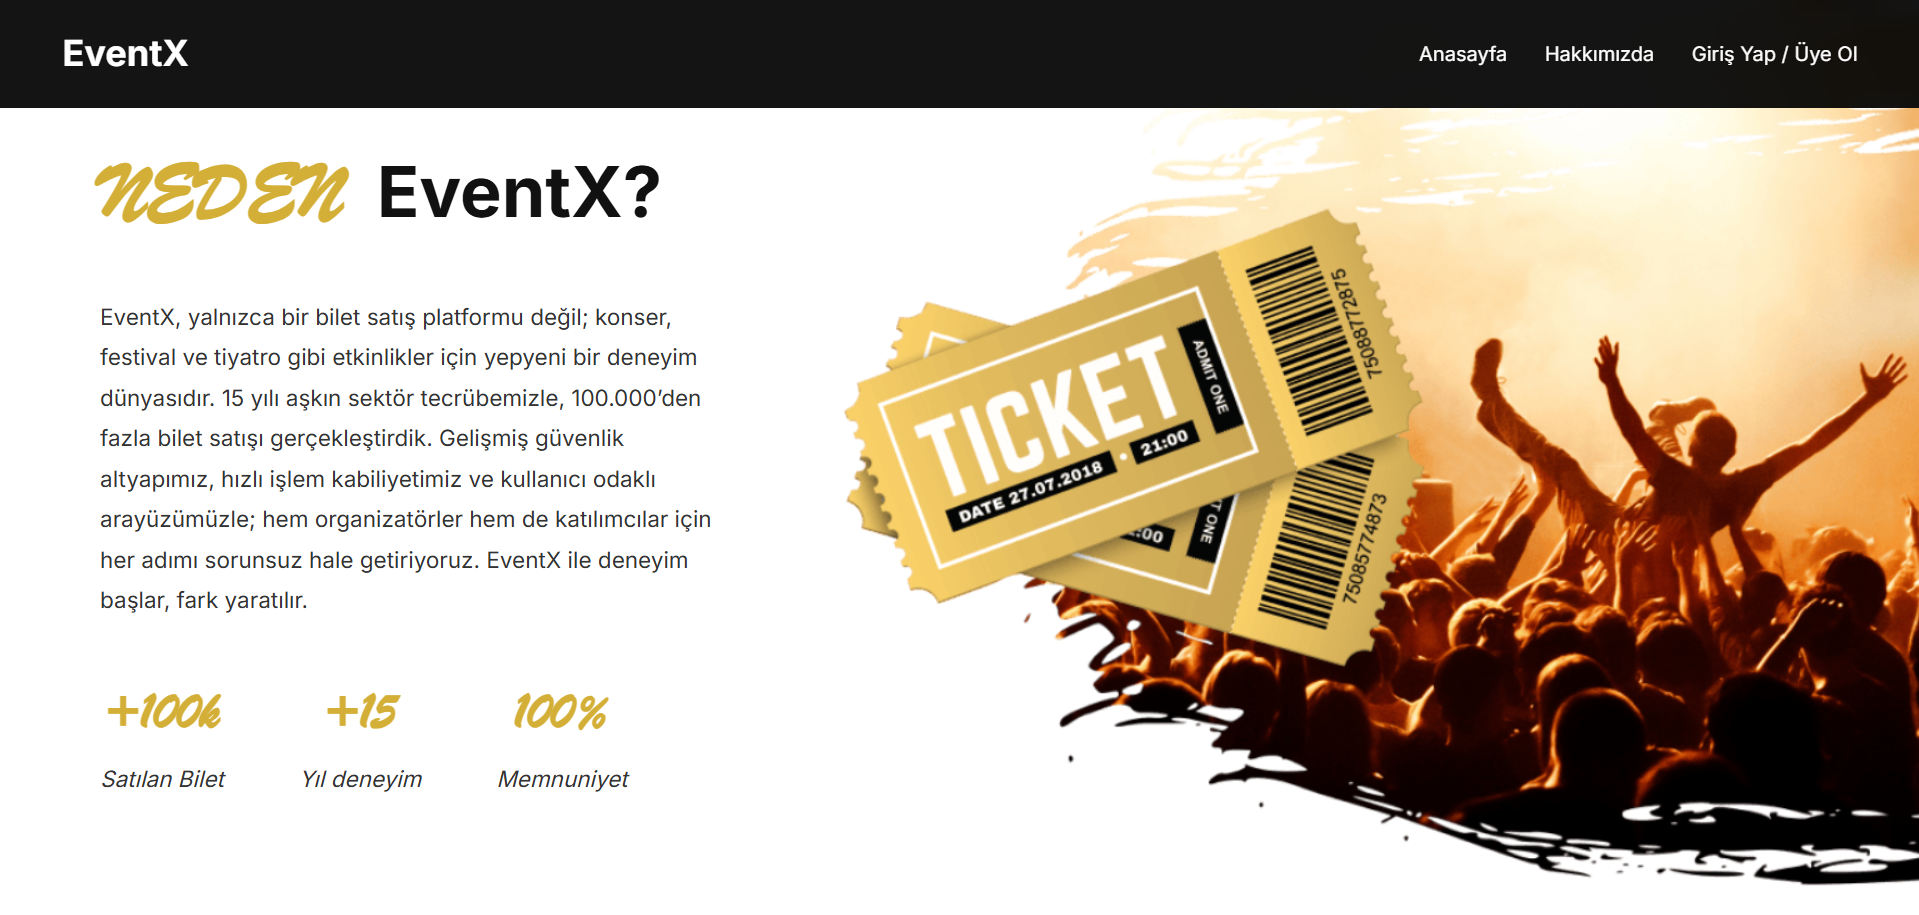 EventX
Anasayfa
Hakkımızda
Giriş Yap / Üye Ol
NEDEN EventX?
EventX, yalnızca bir bilet satış platformu değil; konser,
festival ve tiyatro gibi etkinlikler için yepyeni bir deneyim
dünyasıdır. 15 yılı aşkın sektör tecrübemizle, 100.000’den
fazla bilet satışı gerçekleştirdik. Gelişmiş güvenlik
altyapımız, hızlı işlem kabiliyetimiz ve kullanıcı odaklı
arayüzümüzle; hem organizatörler hem de katılımcılar için
her adımı sorunsuz hale getiriyoruz. EventX ile deneyim
başlar, fark yaratılır.
+100k
Satılan Bilet
+15
Yıl deneyim
100%
Memnuniyet
TICKET
ADMIT ONE
DATE 27.07.2018 • 21:00
75088772875
:00
T ONE
75085774873